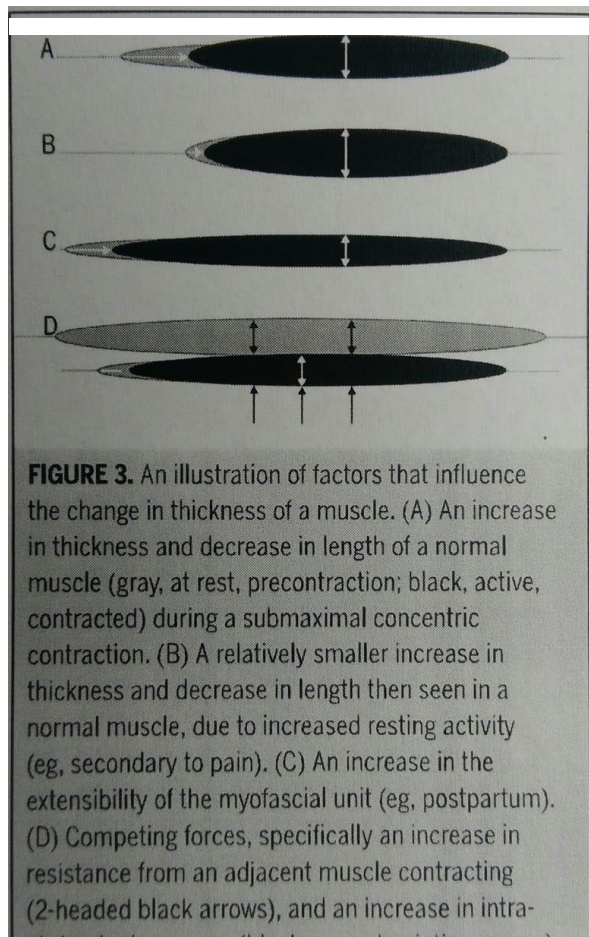 A
B
C
D
FIGURE 3. An illustration of factors that influence
the change in thickness of a muscle. (A) An increase
in thickness and decrease in length of a normal
muscle (gray, at rest, precontraction; black, active,
contracted) during a submaximal concentric
contraction. (B) A relatively smaller increase in
thickness and decrease in length then seen in a
normal muscle, due to increased resting activity
(eg, secondary to pain). (C) An increase in the
extensibility of the myofascial unit (eg, postpartum).
(D) Competing forces, specifically an increase in
resistance from an adjacent muscle contracting
(2-headed black arrows), and an increase in intra-